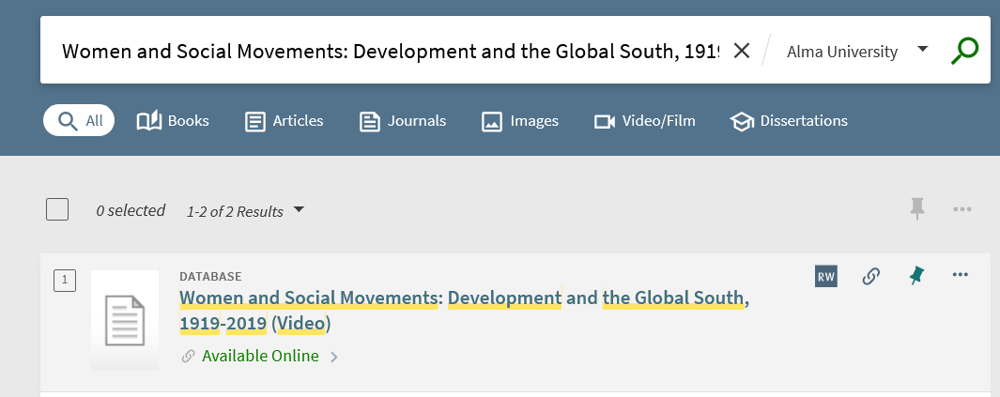 Women and Social Movements: Development and the Global South, 191
Alma University
All
Books
Articles
Journals
Images
Video/Film
Dissertations
0 selected
1-2 of 2 Results
1
DATABASE
RW
Women and Social Movements: Development and the Global South,
1919-2019 (Video)
Available Online